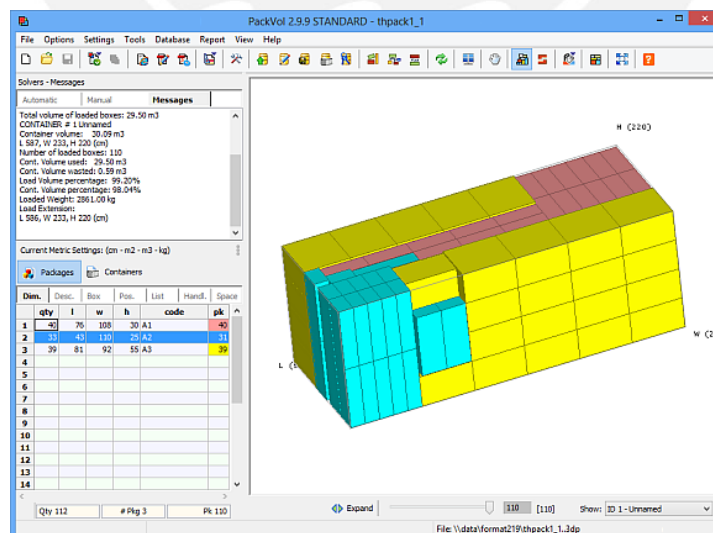 PackVol 2.9.9 STANDARD - thpack1_1
File Options Settings Tools Database Report View Help
Solvers - Messages
Automatic Manual Messages
Total volume of loaded boxes: 29.50 m3
CONTAINER # 1 Unnamed
Container volume: 30.09 m3
L 587, W 233, H 220 (cm)
Number of loaded boxes: 110
Cont. Volume used: 29.50 m3
Cont. Volume wasted: 0.59 m3
Load Volume percentage: 99.20%
Cont. Volume percentage: 98.04%
Loaded Weight: 2861.00 kg
Load Extension:
L 586, W 233, H 220 (cm)
Current Metric Settings: (cm - m2 - m3 - kg)
Packages Containers
Dim. Desc. Box Pos. List Handl. Space
qty l w h code pk
1 40 76 108 30 A1 40
2 33 43 110 25 A2 31
3 39 81 92 55 A3 39
4
5
6
7
8
9
10
11
12
13
14
Qty 112 # Pkg 3 Pk 110
H (220)
L (
W (2
Expand 110 [110] Show: ID 1 - Unnamed
File: \\data\format219\thpack1_1..3dp